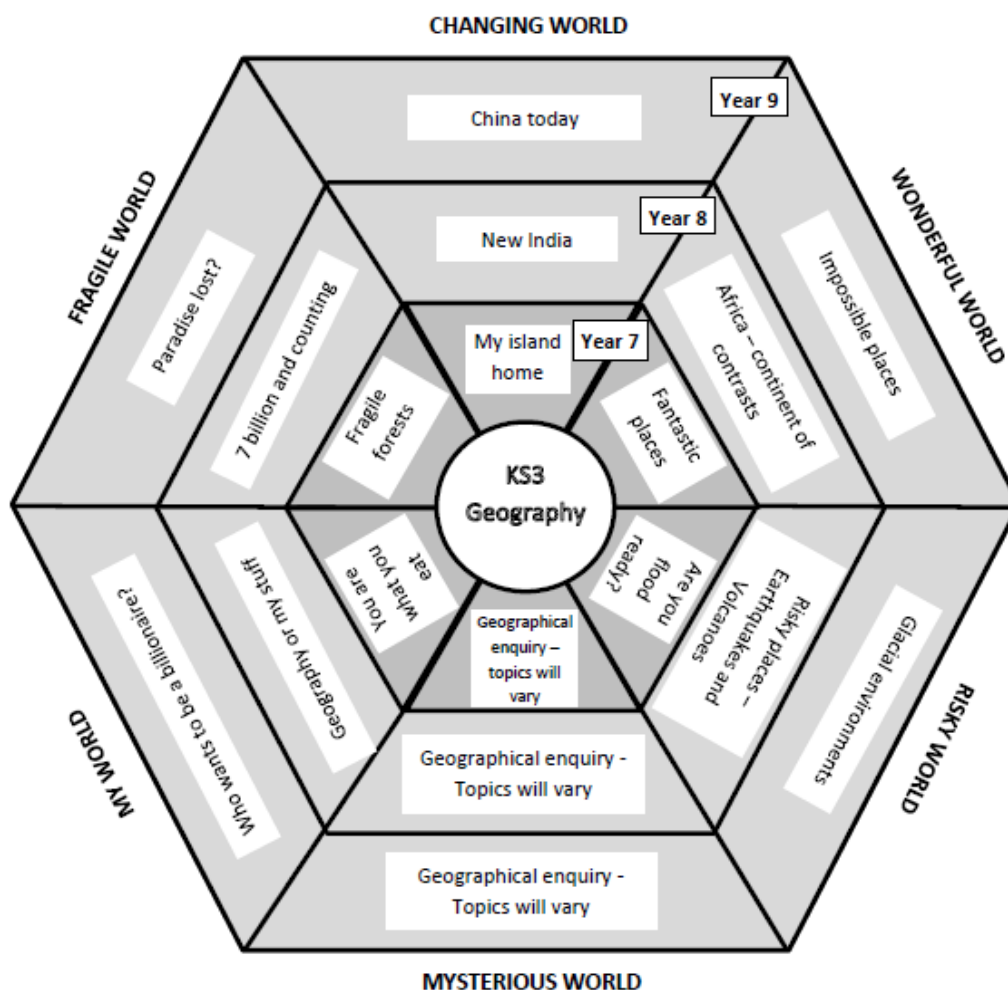 CHANGING WORLD
Year 9
China today
Year 8
New India
Year 7
My island
home
WONDERFUL WORLD
Impossible places
Africa – continent of
contrasts
Fantastic
places
FRAGILE WORLD
Paradise lost?
7 billion and counting
Fragile
forests
KS3
Geography
MY WORLD
Who wants to be a billionaire?
Geography or my stuff
You are
what you
eat
RISKY WORLD
Glacial environments
Risky places –
Earthquakes and
Volcanoes
Are you
flood
ready?
Geographical
enquiry –
topics will
vary
Geographical enquiry -
Topics will vary
Geographical enquiry -
Topics will vary
MYSTERIOUS WORLD